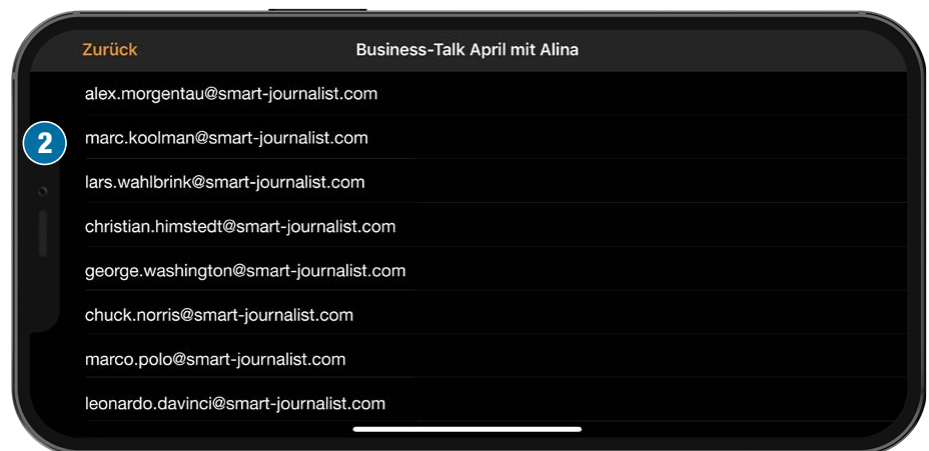 Zurück
Business-Talk April mit Alina
alex.morgentau@smart-journalist.com
2
marc.koolman@smart-journalist.com
lars.wahlbrink@smart-journalist.com
christian.himstedt@smart-journalist.com
george.washington@smart-journalist.com
chuck.norris@smart-journalist.com
marco.polo@smart-journalist.com
leonardo.davinci@smart-journalist.com